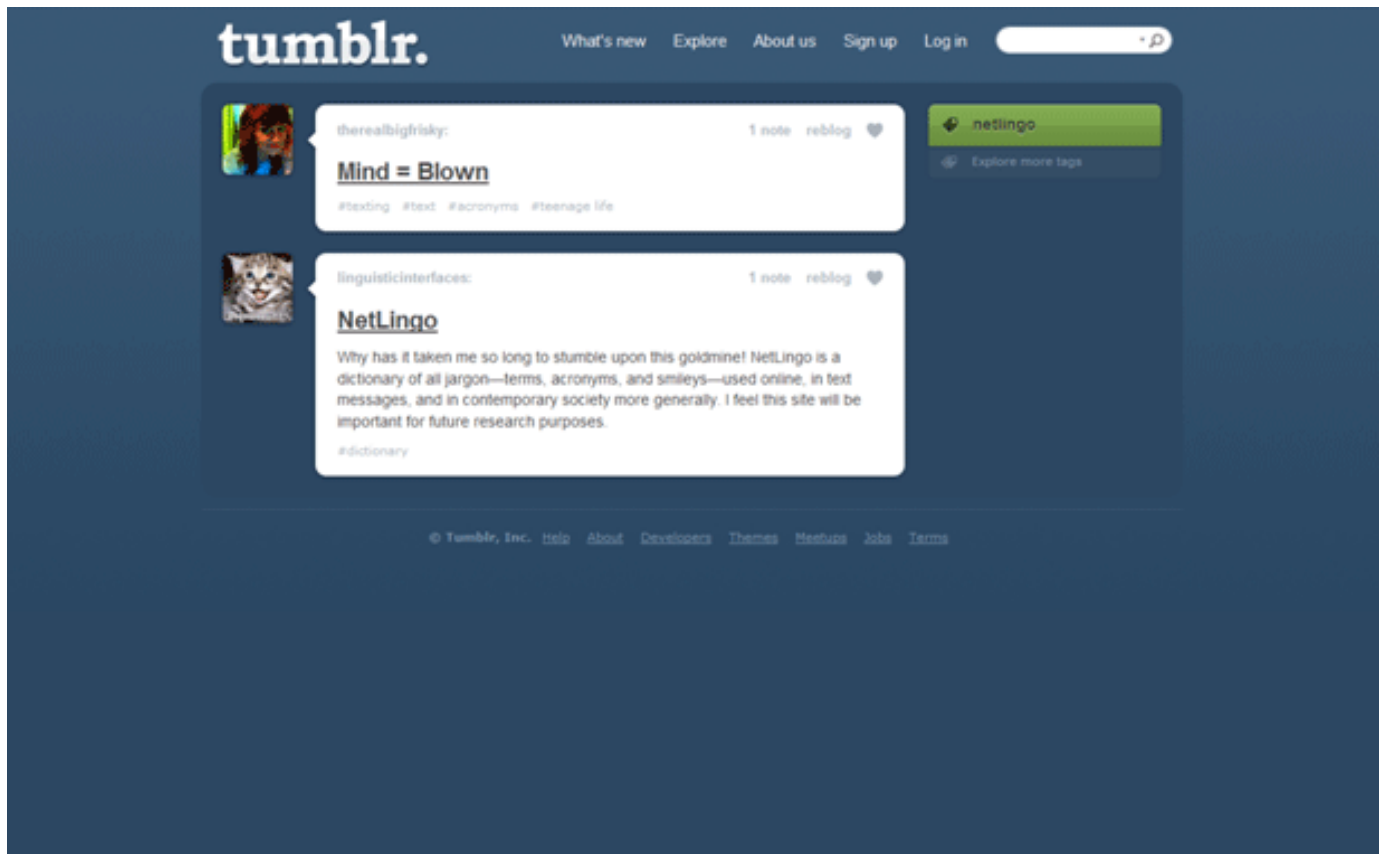 tumblr.
What's new Explore About us Sign up Log in
therealbigfrisky: 1 note reblog
Mind = Blown
#texting #text #acronyms #teenage life
netlingo
Explore more tags
linguisticinterfaces: 1 note reblog
NetLingo
Why has it taken me so long to stumble upon this goldmine! NetLingo is a
dictionary of all jargon—terms, acronyms, and smileys—used online, in text
messages, and in contemporary society more generally. I feel this site will be
important for future research purposes.
#dictionary
© Tumblr, Inc. Help About Developers Themes Meetups Jobs Terms